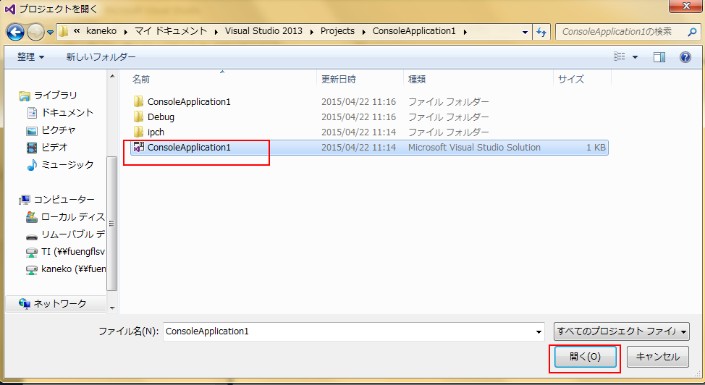 プロジェクトを開く
« kaneko ▸ マイ ドキュメント ▸ Visual Studio 2013 ▸ Projects ▸ ConsoleApplication1 ▸
ConsoleApplication1の検索
整理 新しいフォルダー
名前 更新日時 種類 サイズ
ConsoleApplication1 2015/04/22 11:16 ファイル フォルダー
Debug 2015/04/22 11:16 ファイル フォルダー
ipch 2015/04/22 11:14 ファイル フォルダー
ConsoleApplication1 2015/04/22 11:14 Microsoft Visual Studio Solution 1 KB
ライブラリ
ドキュメント
ピクチャ
ビデオ
ミュージック
コンピューター
ローカル ディス
リムーバブル デ
TI (¥¥fuengflsv
kaneko (¥¥fuen
ネットワーク
ファイル名(N): ConsoleApplication1
すべてのプロジェクト ファイル
開く(O) キャンセル